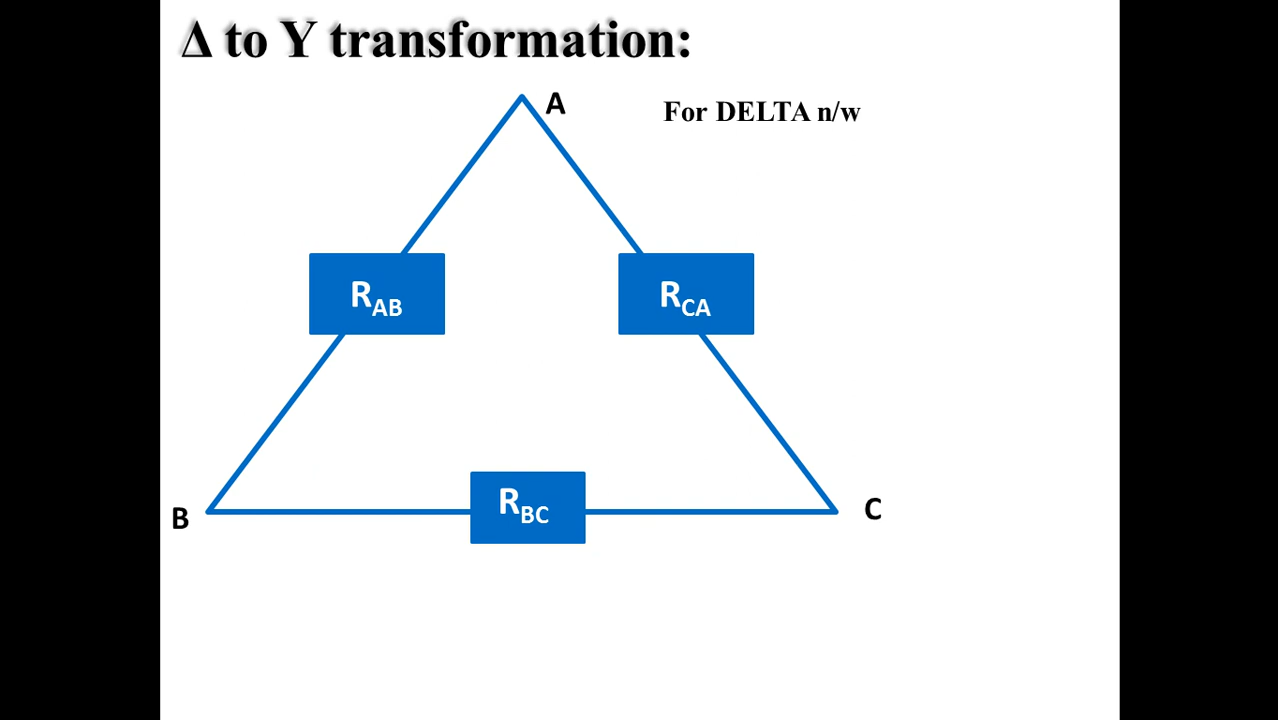 Δ to Y transformation:
A
For DELTA n/w
R_AB
R_CA
R_BC
B
C